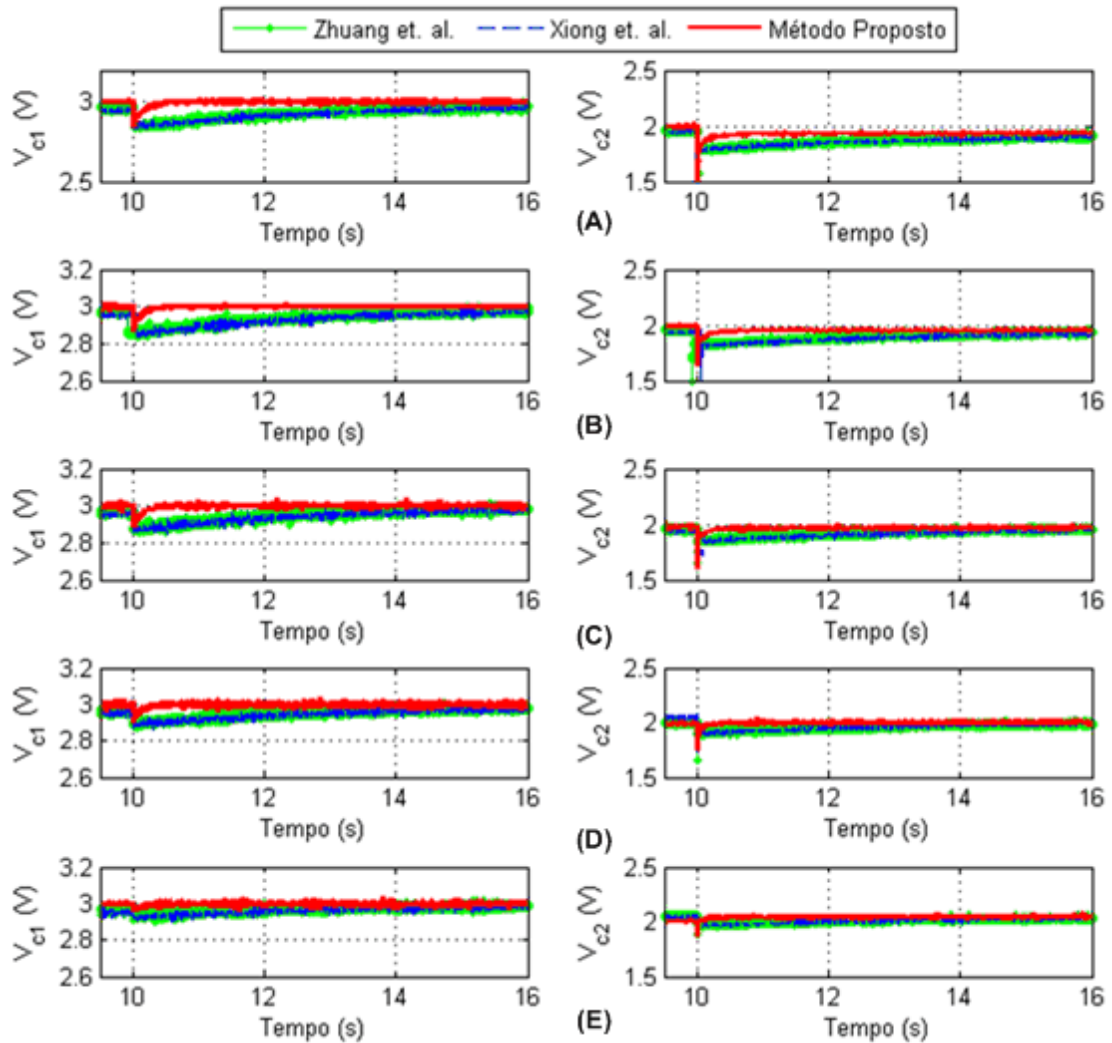 Zhuang et. al. Xiong et. al. Método Proposto
V_c1 (V)
3
2.5
10 12 14 16
Tempo (s)
V_c2 (V)
2.5
2
1.5
10 12 14 16
Tempo (s)
(A)
V_c1 (V)
3.2
3
2.8
2.6
10 12 14 16
Tempo (s)
V_c2 (V)
2.5
2
1.5
10 12 14 16
Tempo (s)
(B)
V_c1 (V)
3.2
3
2.8
2.6
10 12 14 16
Tempo (s)
V_c2 (V)
2.5
2
1.5
10 12 14 16
Tempo (s)
(C)
V_c1 (V)
3.2
3
2.8
2.6
10 12 14 16
Tempo (s)
V_c2 (V)
2.5
2
1.5
10 12 14 16
Tempo (s)
(D)
V_c1 (V)
3.2
3
2.8
2.6
10 12 14 16
Tempo (s)
V_c2 (V)
2.5
2
1.5
10 12 14 16
Tempo (s)
(E)